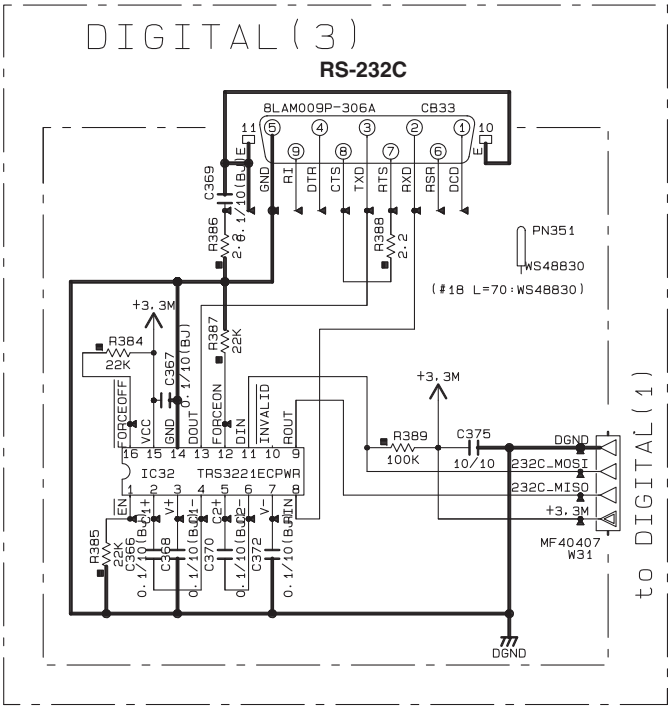 DIGITAL(3)
RS-232C
8LAM009P-306A CB33
11 5 4 3 2 1 10
9 8 7 6
E GND RI DTR CTS TXD RTS RXD RSR DCD E
C369
0.1/10(BJ)
R386
2.2
R388
2.2
PN351
WS48830
(#18 L=70:WS48830)
+3.3M
R384
22K
C367
0.1/10(BJ)
R387
22K
+3.3M
FORCEOFF VCC GND DOUT FORCEON DIN INVALID ROUT
16 15 14 13 12 11 10 9
IC32 TRS3221ECPWR
1 2 3 4 5 6 7 8
EN C1+ V+ C1- C2+ C2- V- RIN
R389
100K
C375
10/10
DGND
232C_MOSI
232C_MISO
+3.3M
MF40407
W31
to DIGITAL(1)
R385
22K
C366
0.1/10(BJ)
C368
0.1/10(BJ)
C370
0.1/10(BJ)
C372
0.1/10(BJ)
DGND